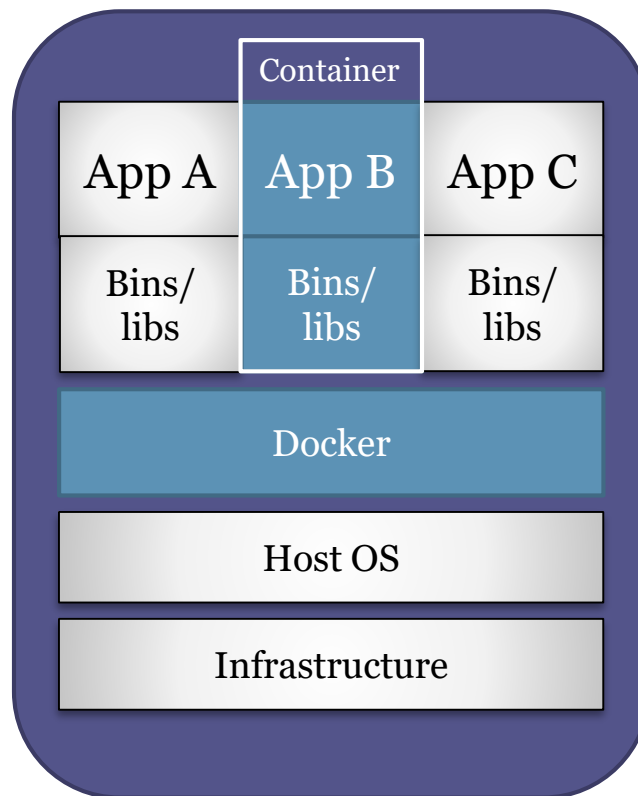 Container
App A
App B
App C
Bins/
libs
Bins/
libs
Bins/
libs
Docker
Host OS
Infrastructure